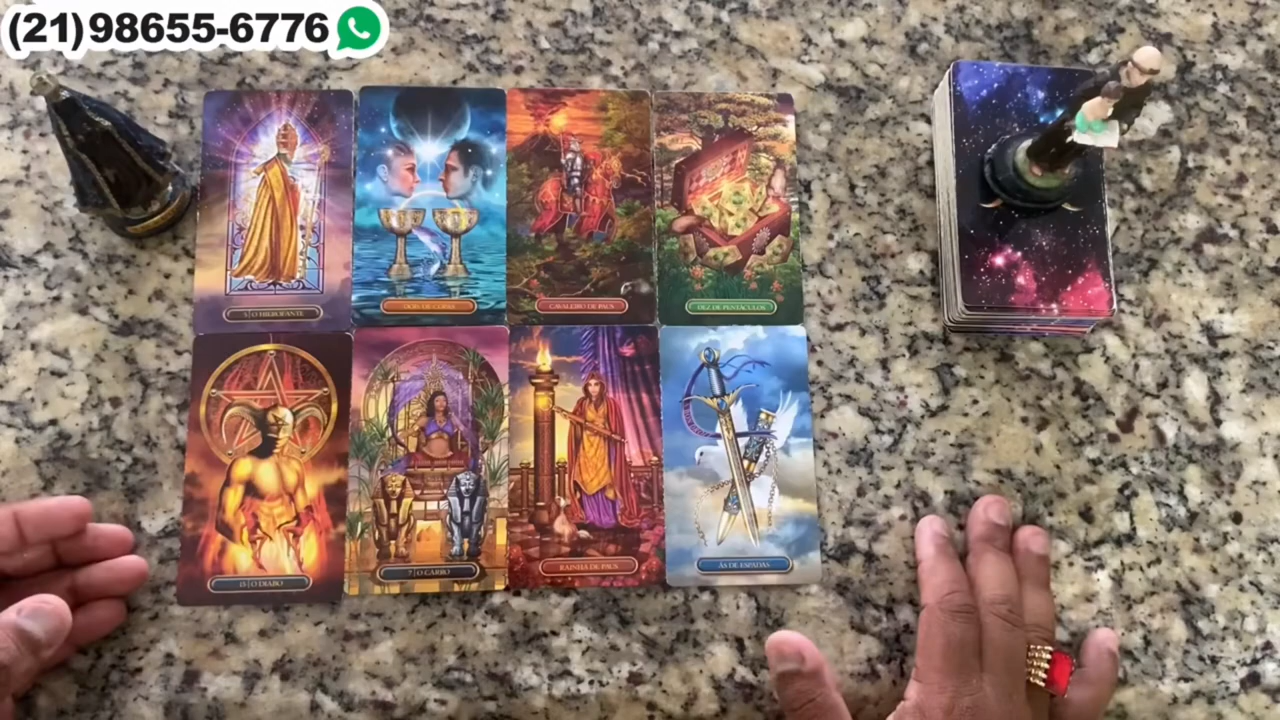 (21)98655-6776
5 | O HIEROFANTE
DOIS DE COPAS
CAVALEIRO DE PAUS
DEZ DE PENTÁCULOS
15 | O DIABO
7 | O CARRO
RAINHA DE PAUS
ÁS DE ESPADAS